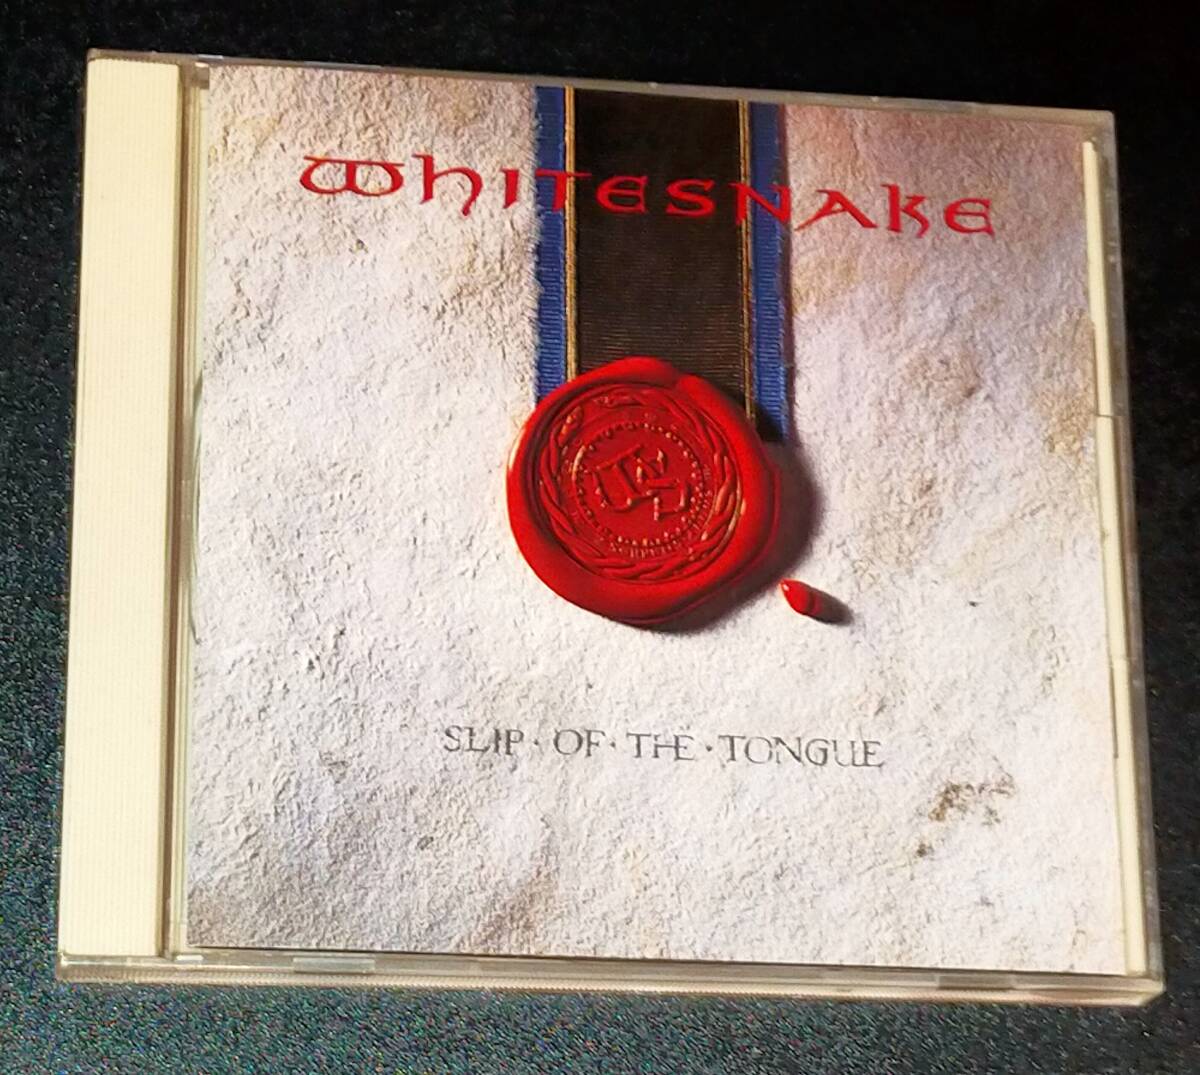 WHITESNAKE
SLIP · OF · THE · TONGUE